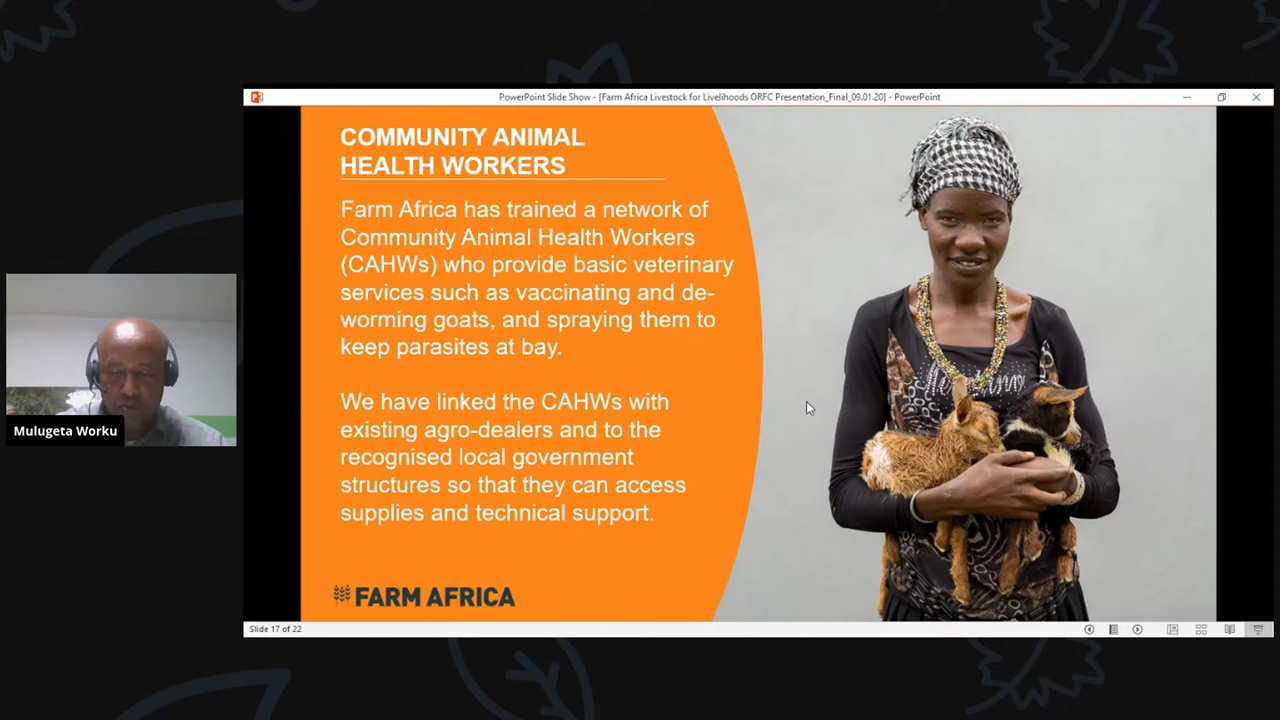 PowerPoint Slide Show - [Farm Africa Livestock for Livelihoods ORFC Presentation_Final_09.01.20] - PowerPoint
COMMUNITY ANIMAL
HEALTH WORKERS
Farm Africa has trained a network of
Community Animal Health Workers
(CAHWs) who provide basic veterinary
services such as vaccinating and de-
worming goats, and spraying them to
keep parasites at bay.
We have linked the CAHWs with
existing agro-dealers and to the
recognised local government
structures so that they can access
supplies and technical support.
FARM AFRICA
Slide 17 of 22
Mulugeta Worku